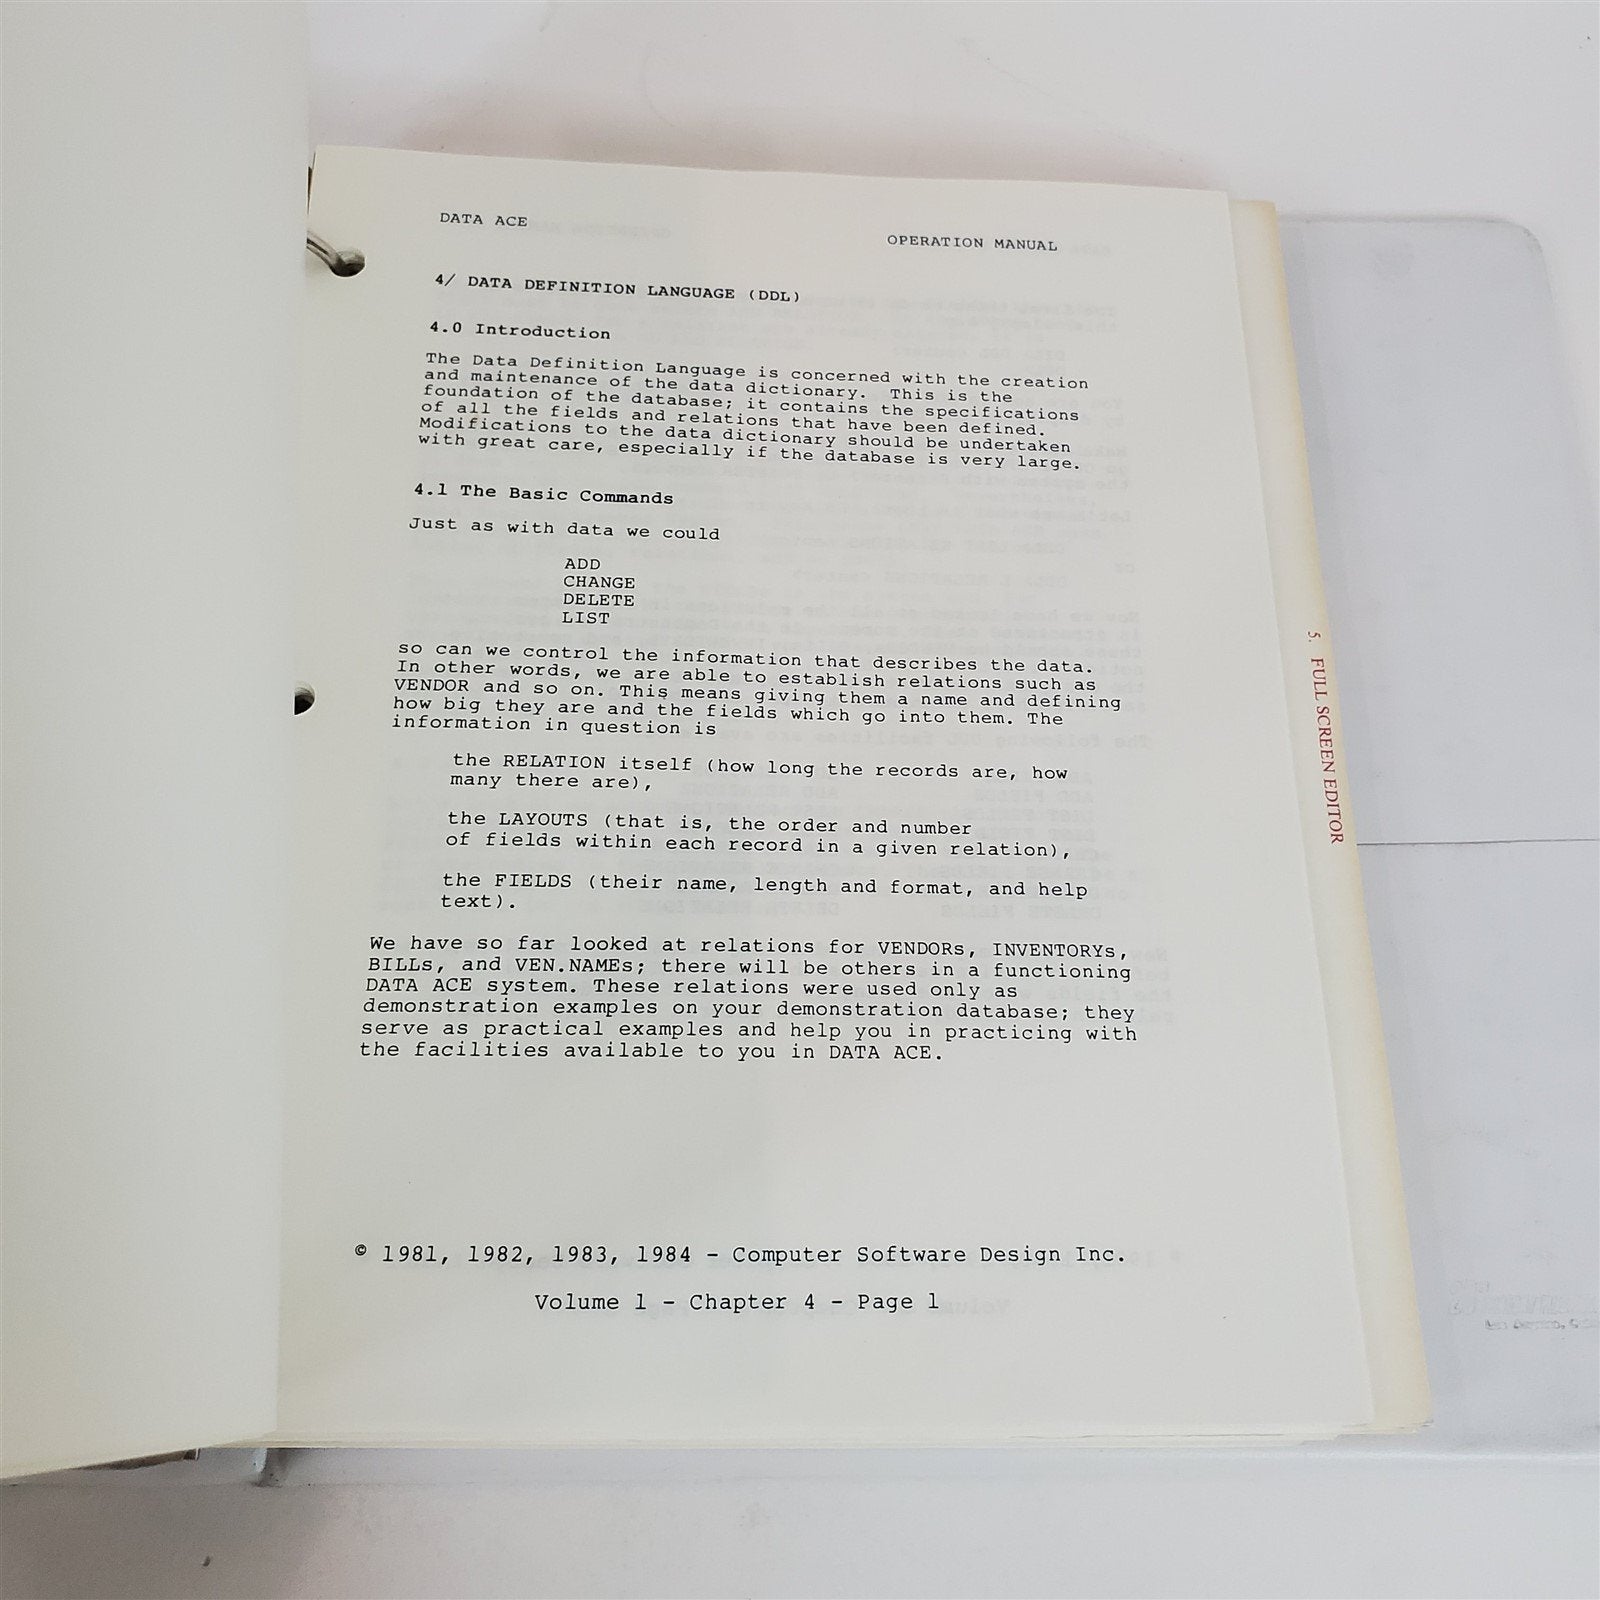 DATA ACE
OPERATION MANUAL
4/ DATA DEFINITION LANGUAGE (DDL)
4.0 Introduction
The Data Definition Language is concerned with the creation
and maintenance of the data dictionary. This is the
foundation of the database; it contains the specifications
of all the fields and relations that have been defined.
Modifications to the data dictionary should be undertaken
with great care, especially if the database is very large.
4.1 The Basic Commands
Just as with data we could
ADD
CHANGE
DELETE
LIST
so can we control the information that describes the data.
In other words, we are able to establish relations such as
VENDOR and so on. This means giving them a name and defining
how big they are and the fields which go into them. The
information in question is
the RELATION itself (how long the records are, how
many there are),
the LAYOUTS (that is, the order and number
of fields within each record in a given relation),
the FIELDS (their name, length and format, and help
text).
We have so far looked at relations for VENDORs, INVENTORYs,
BILLs, and VEN.NAMEs; there will be others in a functioning
DATA ACE system. These relations were used only as
demonstration examples on your demonstration database; they
serve as practical examples and help you in practicing with
the facilities available to you in DATA ACE.
© 1981, 1982, 1983, 1984 - Computer Software Design Inc.
Volume 1 - Chapter 4 - Page 1
5. FULL SCREEN EDITOR